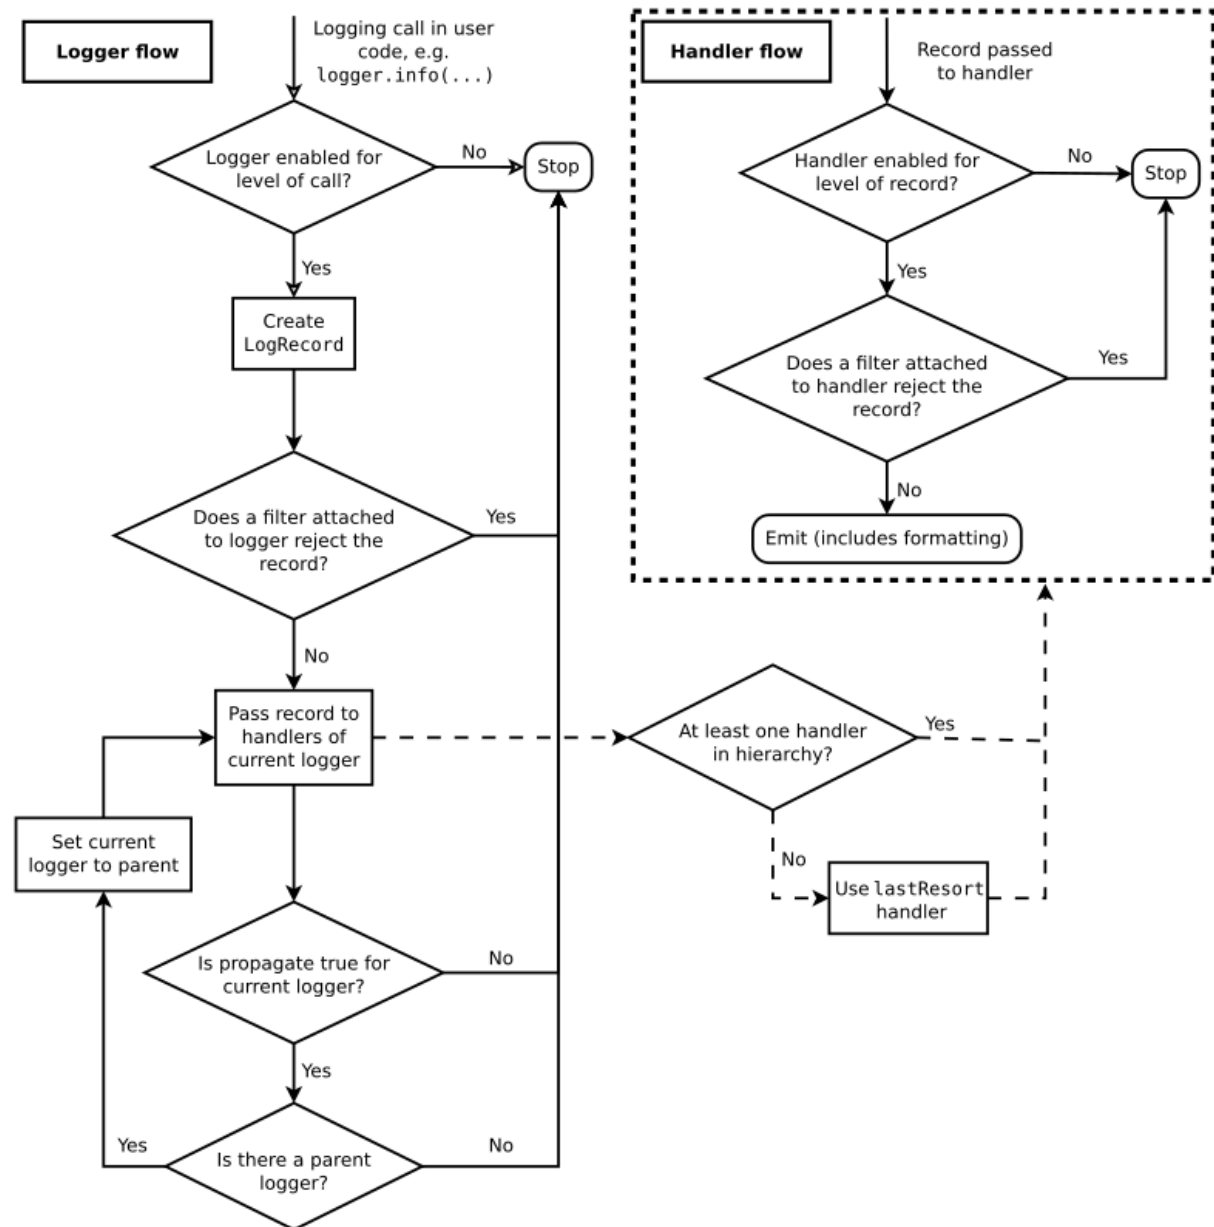 Logger flow
Logging call in user
code, e.g.
logger.info(...)
Logger enabled for
level of call?
No
Stop
Yes
Create
LogRecord
Does a filter attached
to logger reject the
record?
Yes
No
Pass record to
handlers of
current logger
Set current
logger to parent
Is propagate true for
current logger?
No
Yes
Is there a parent
logger?
Yes
No
At least one handler
in hierarchy?
Yes
No
Use lastResort
handler
Handler flow
Record passed
to handler
Handler enabled for
level of record?
No
Stop
Yes
Does a filter attached
to handler reject the
record?
Yes
No
Emit (includes formatting)